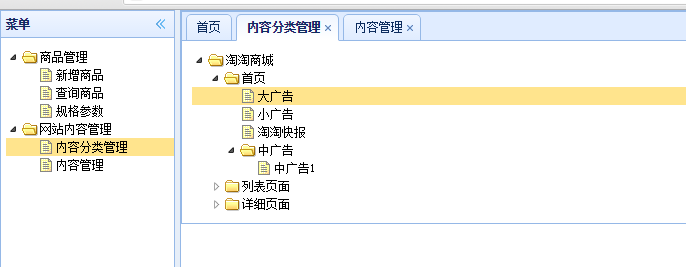 菜单
商品管理
新增商品
查询商品
规格参数
网站内容管理
内容分类管理
内容管理
首页 内容分类管理 内容管理
淘淘商城
首页
大广告
小广告
淘淘快报
中广告
中广告1
列表页面
详细页面